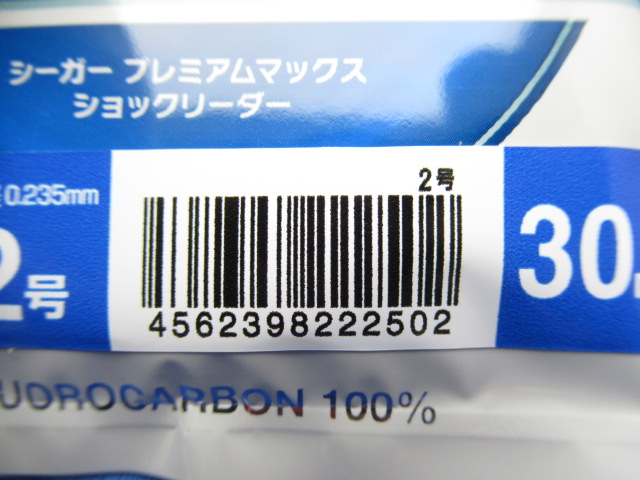 シーガー プレミアムマックス
ショックリーダー
2号
0.235mm
2号
30
4562398222502
UOROCARBON 100%